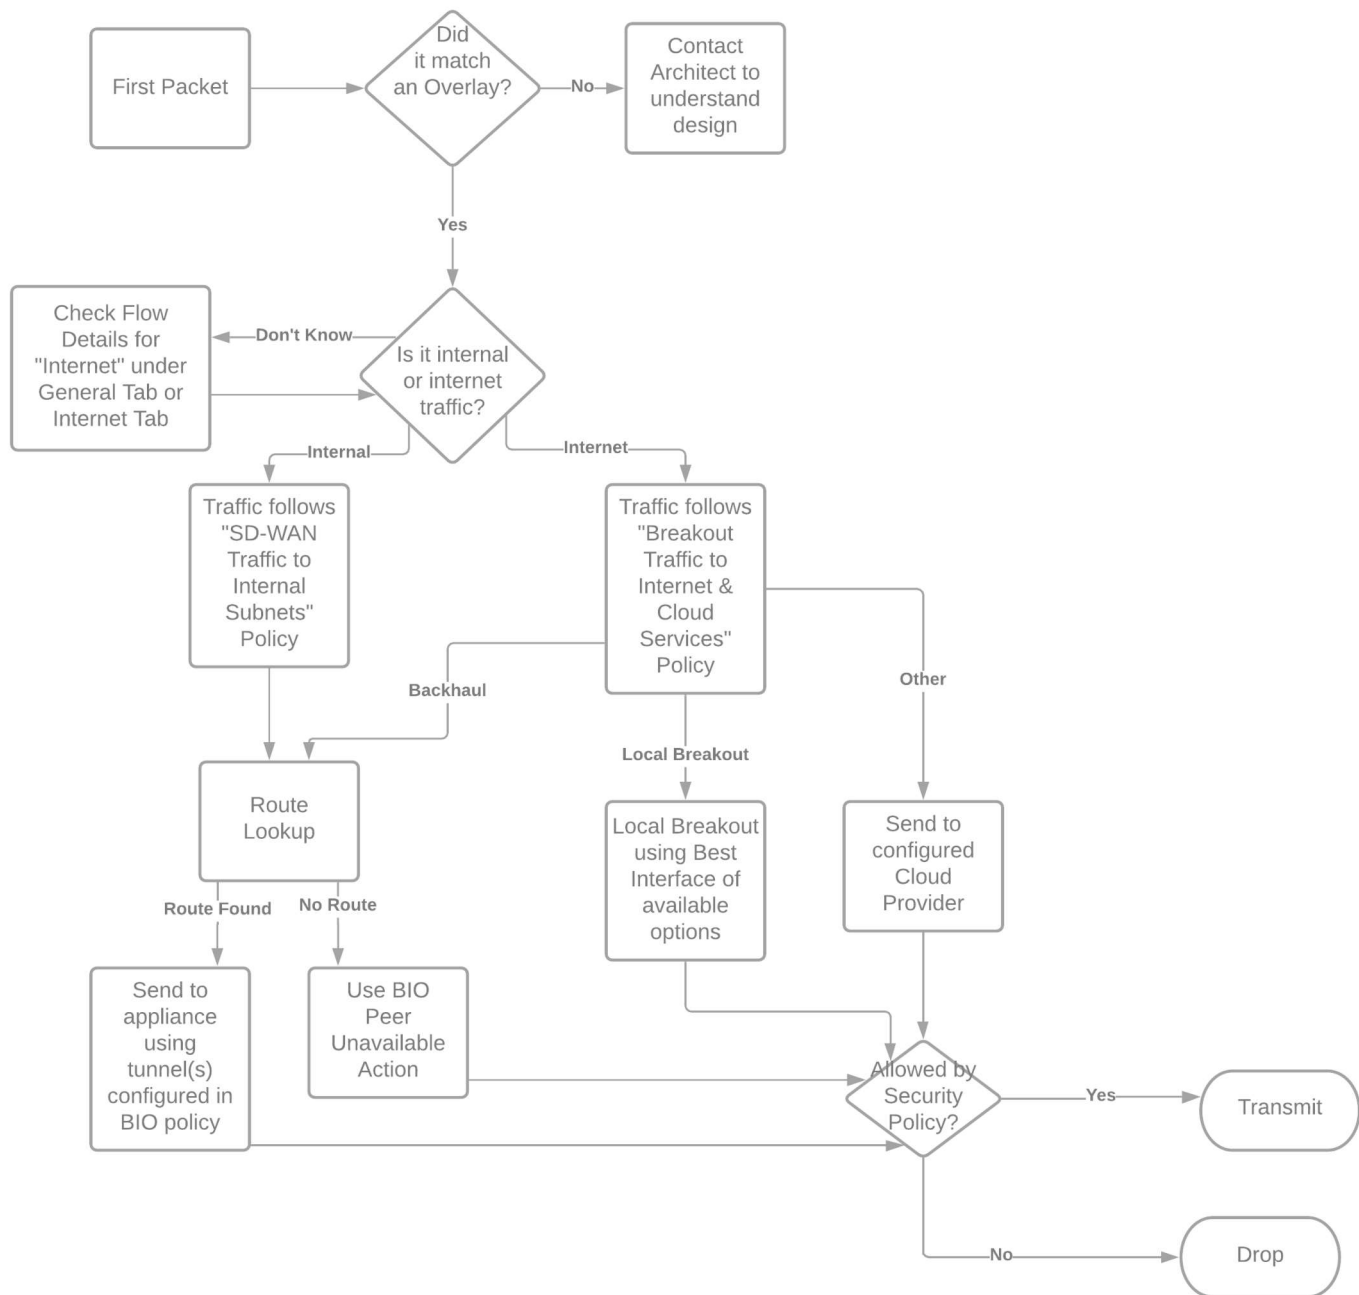 First Packet
Did
it match
an Overlay?
No
Contact
Architect to
understand
design
Yes
Check Flow
Details for
"Internet" under
General Tab or
Internet Tab
Don't Know
Is it internal
or internet
traffic?
Internal
Internet
Traffic follows
"SD-WAN
Traffic to
Internal
Subnets"
Policy
Traffic follows
"Breakout
Traffic to
Internet &
Cloud
Services"
Policy
Backhaul
Other
Local Breakout
Route
Lookup
Local Breakout
using Best
Interface of
available
options
Send to
configured
Cloud
Provider
Route Found
No Route
Send to
appliance
using
tunnel(s)
configured in
BIO policy
Use BIO
Peer
Unavailable
Action
Allowed by
Security
Policy?
Yes
Transmit
No
Drop